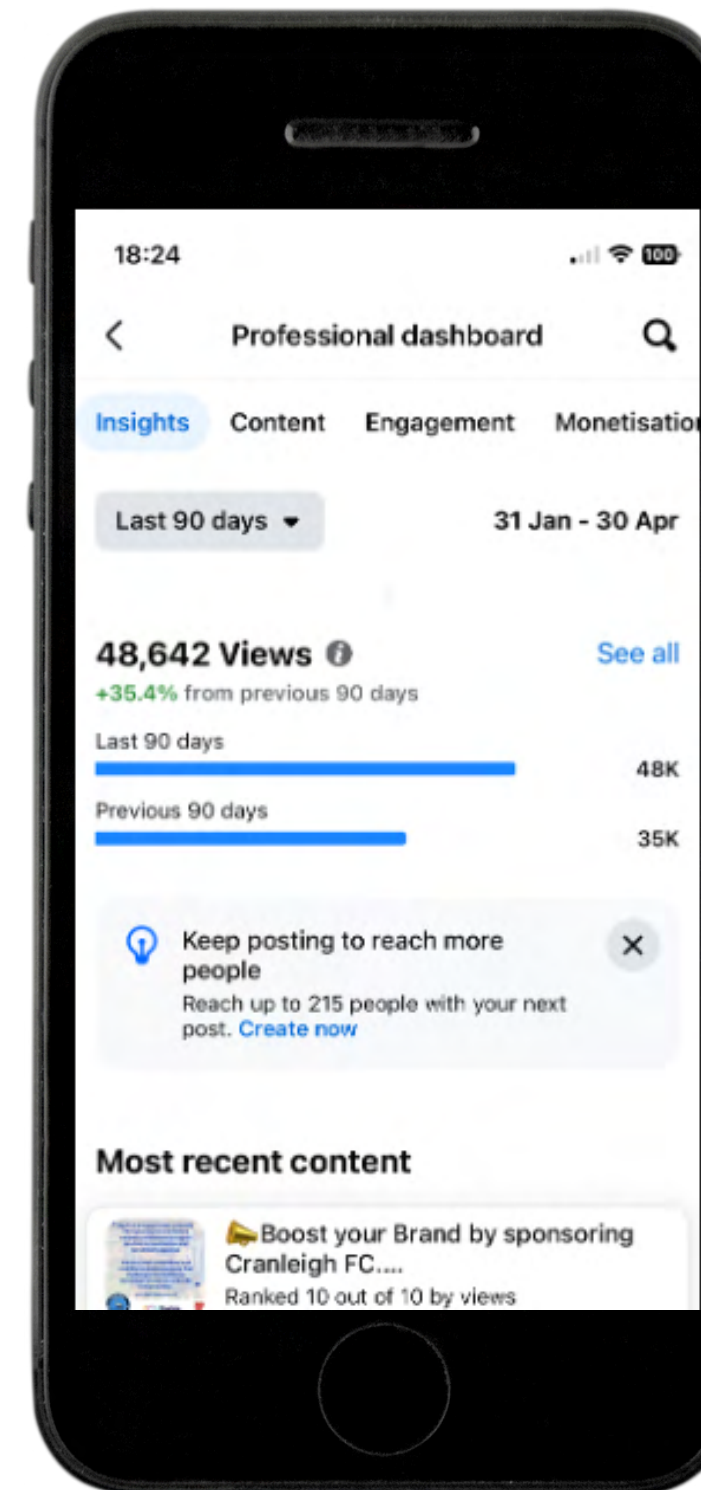 18:24
100
Professional dashboard
Insights Content Engagement Monetisation
Last 90 days 31 Jan - 30 Apr
48,642 Views See all
+35.4% from previous 90 days
Last 90 days
48K
Previous 90 days
35K
Keep posting to reach more
people
Reach up to 215 people with your next
post. Create now
Most recent content
Boost your Brand by sponsoring
Cranleigh FC....
Ranked 10 out of 10 by views